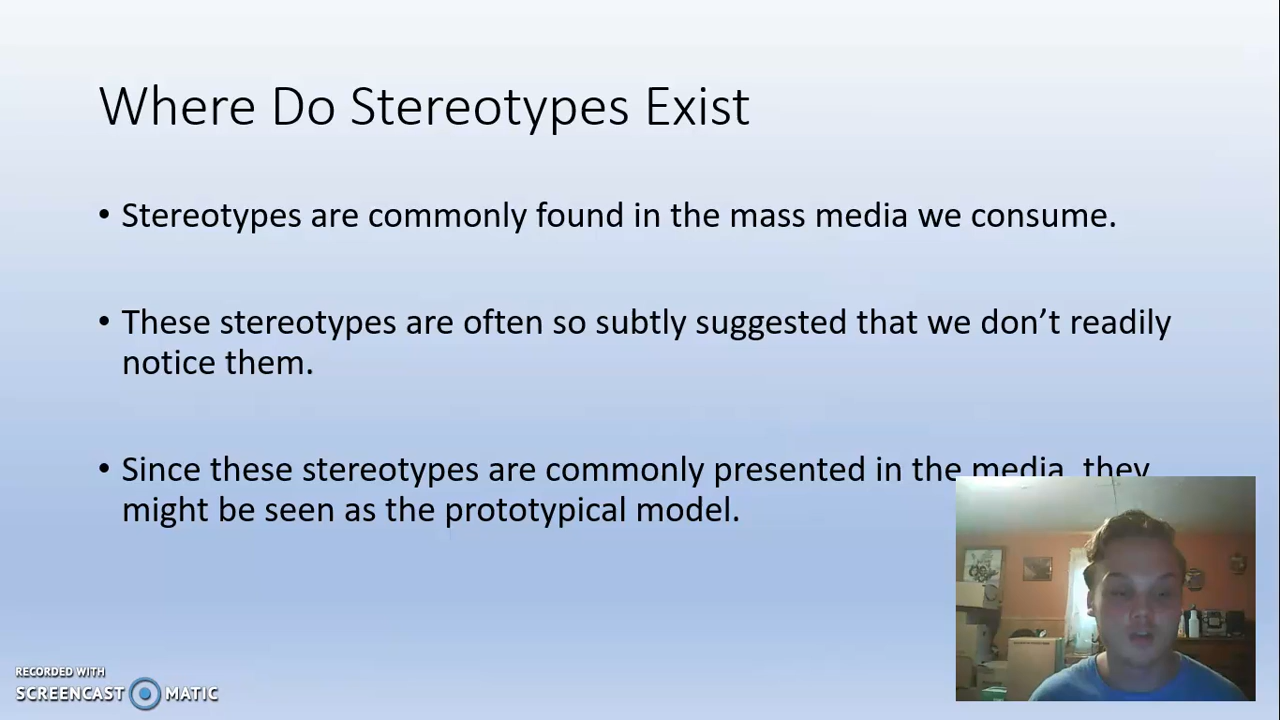 Where Do Stereotypes Exist
• Stereotypes are commonly found in the mass media we consume.
• These stereotypes are often so subtly suggested that we don’t readily
notice them.
• Since these stereotypes are commonly presented in the media, they
might be seen as the prototypical model.
RECORDED WITH
SCREENCAST MATIC